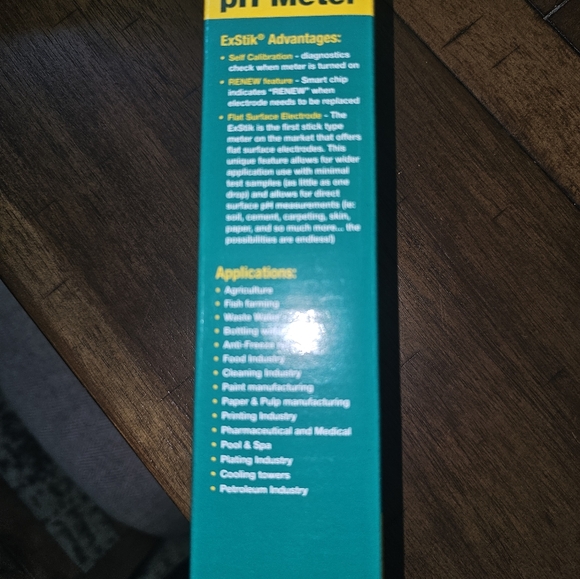 pH Meter
ExStik® Advantages:
• Self Calibration - diagnostics
check when meter is turned on
• RENEW feature - Smart chip
indicates "RENEW" when
electrode needs to be replaced
• Flat Surface Electrode - The
ExStik is the first stick type
meter on the market that offers
flat surface electrodes. This
unique feature allows for wider
application use with minimal
test samples (as little as one
drop) and allows for direct
surface pH measurements (ie:
soil, cement, carpeting, skin,
paper, and so much more... the
possibilities are endless!)
Applications:
• Agriculture
• Fish farming
• Waste Water
• Bottling
• Anti-Freeze
• Food Industry
• Cleaning Industry
• Paint manufacturing
• Paper & Pulp manufacturing
• Printing Industry
• Pharmaceutical and Medical
• Pool & Spa
• Plating Industry
• Cooling towers
• Petroleum Industry